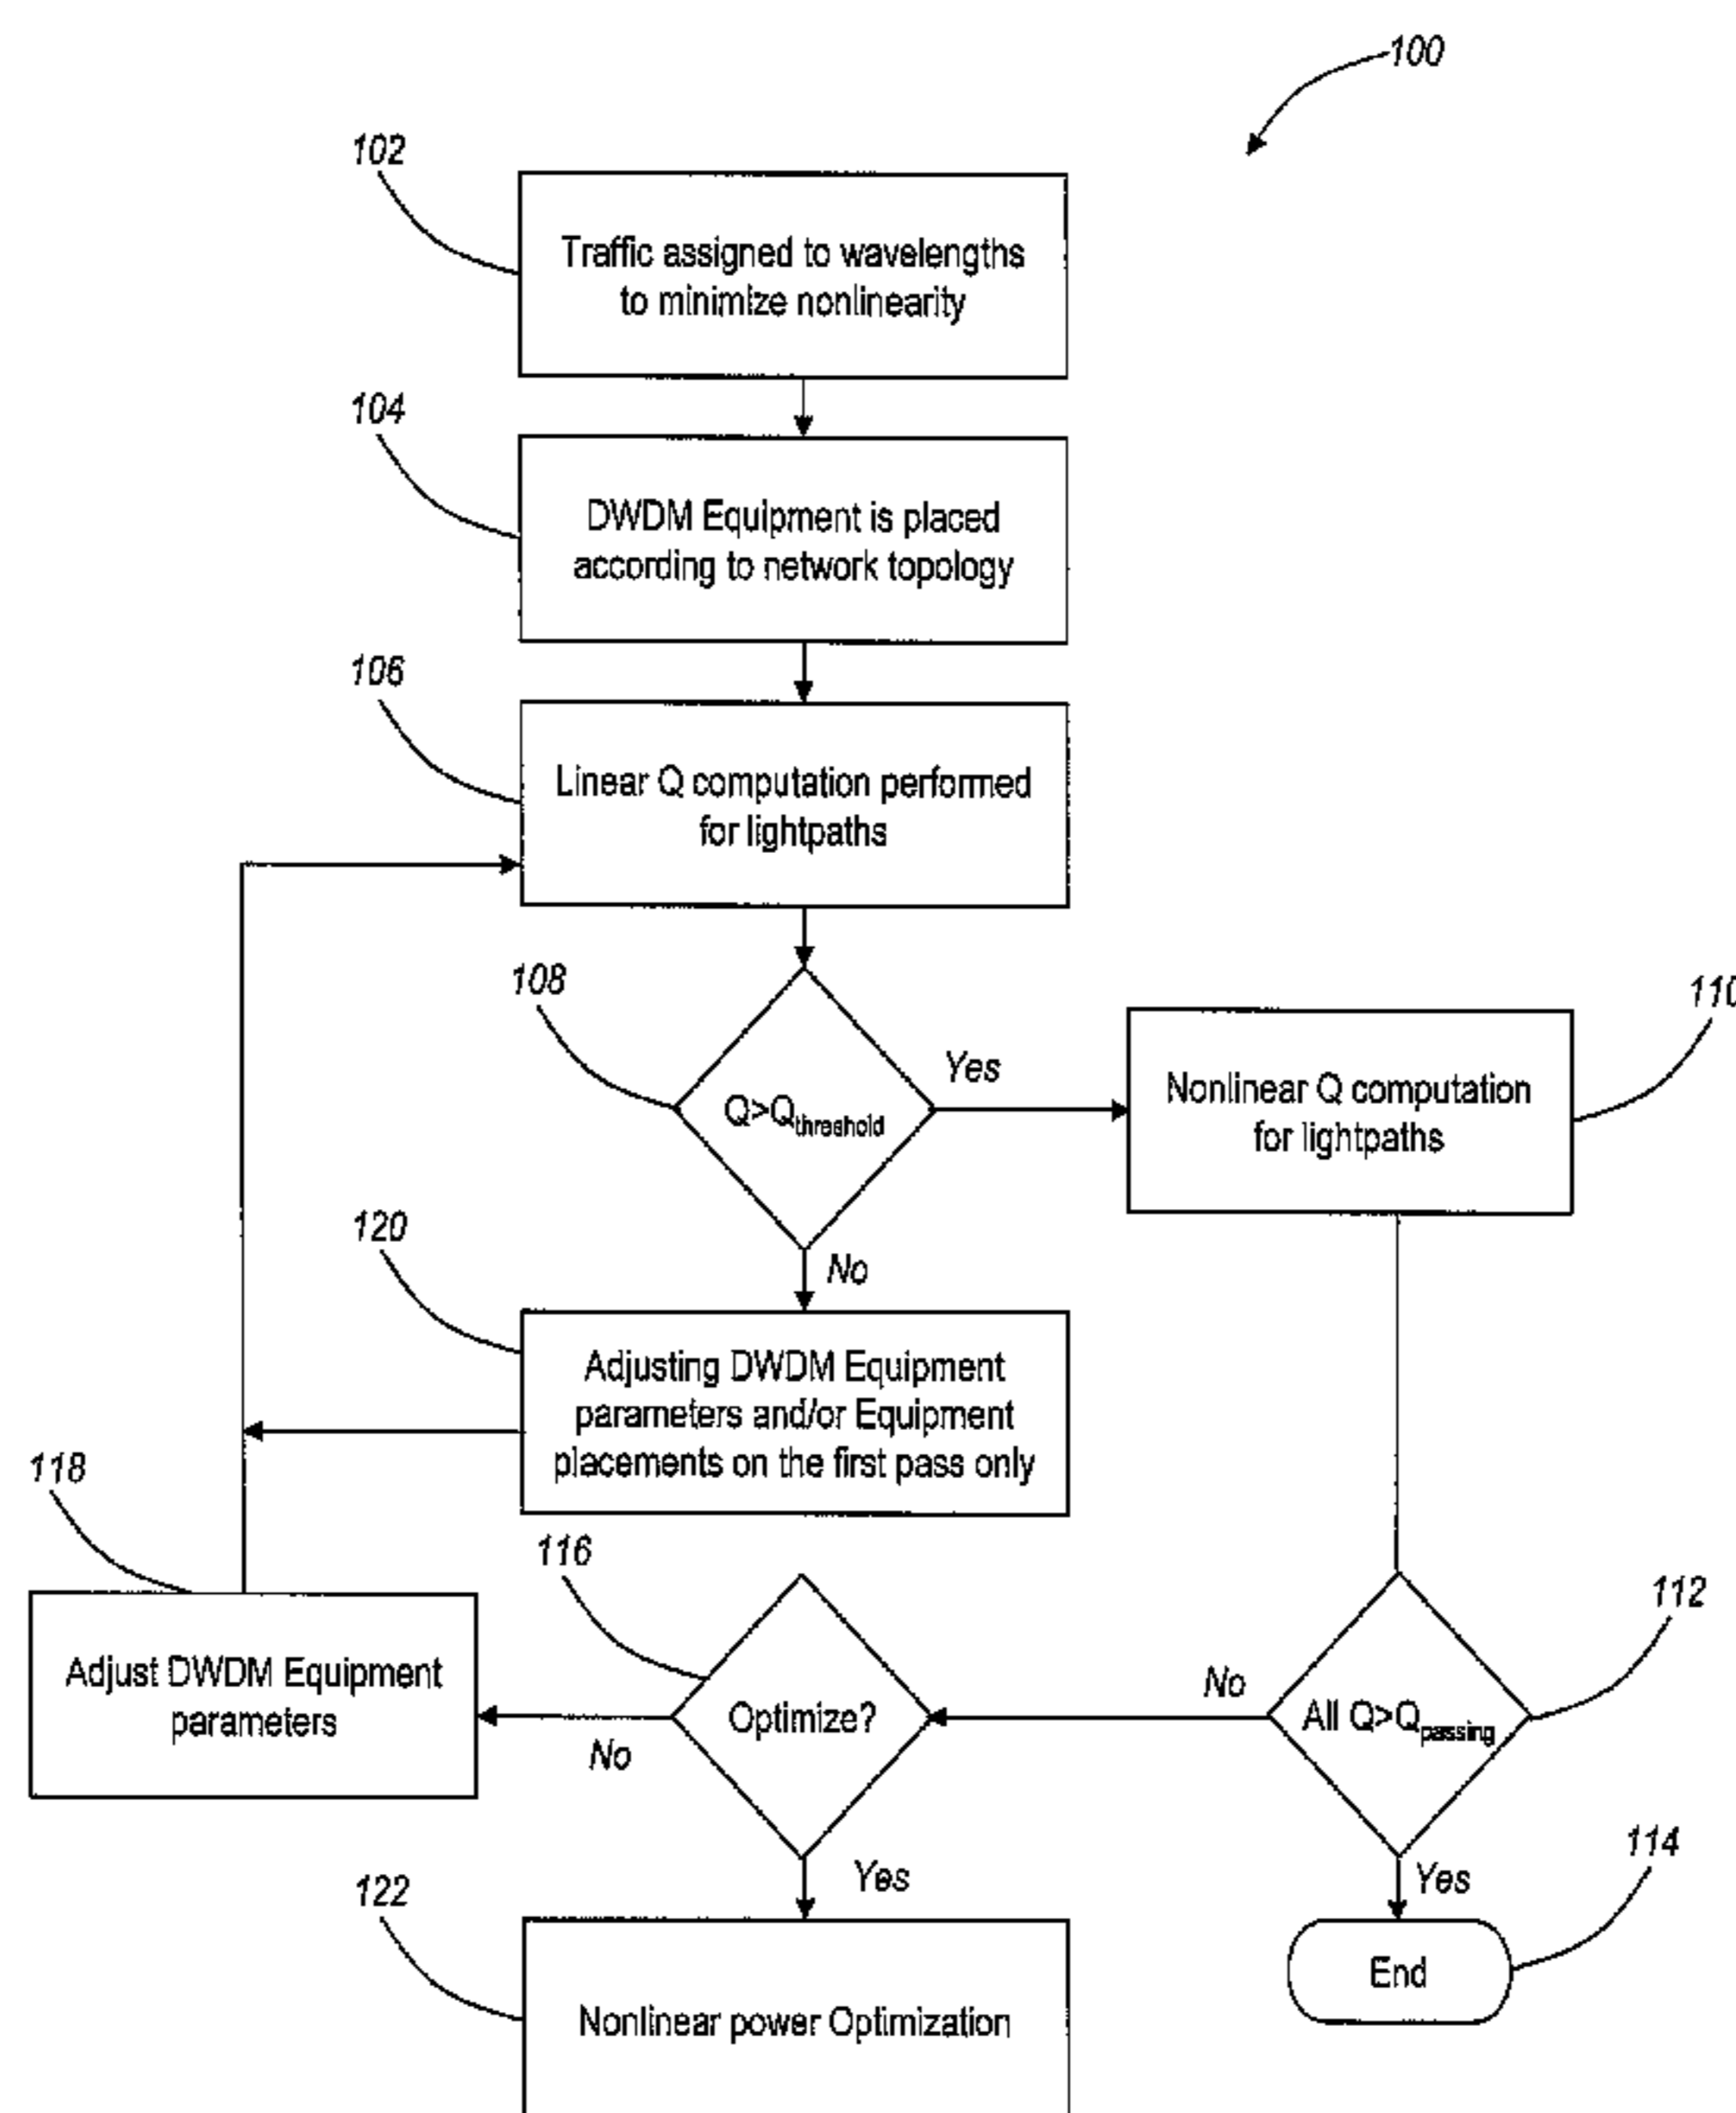 100
102
Traffic assigned to wavelengths
to minimize nonlinearity
104
DWDM Equipment is placed
according to network topology
106
Linear Q computation performed
for lightpaths
108
Q>Qthreshold
Yes
110
Nonlinear Q computation
for lightpaths
No
120
Adjusting DWDM Equipment
parameters and/or Equipment
placements on the first pass only
118
Adjust DWDM Equipment
parameters
116
Optimize?
No
No
112
All Q>Qpassing
Yes
Yes
114
End
122
Nonlinear power Optimization